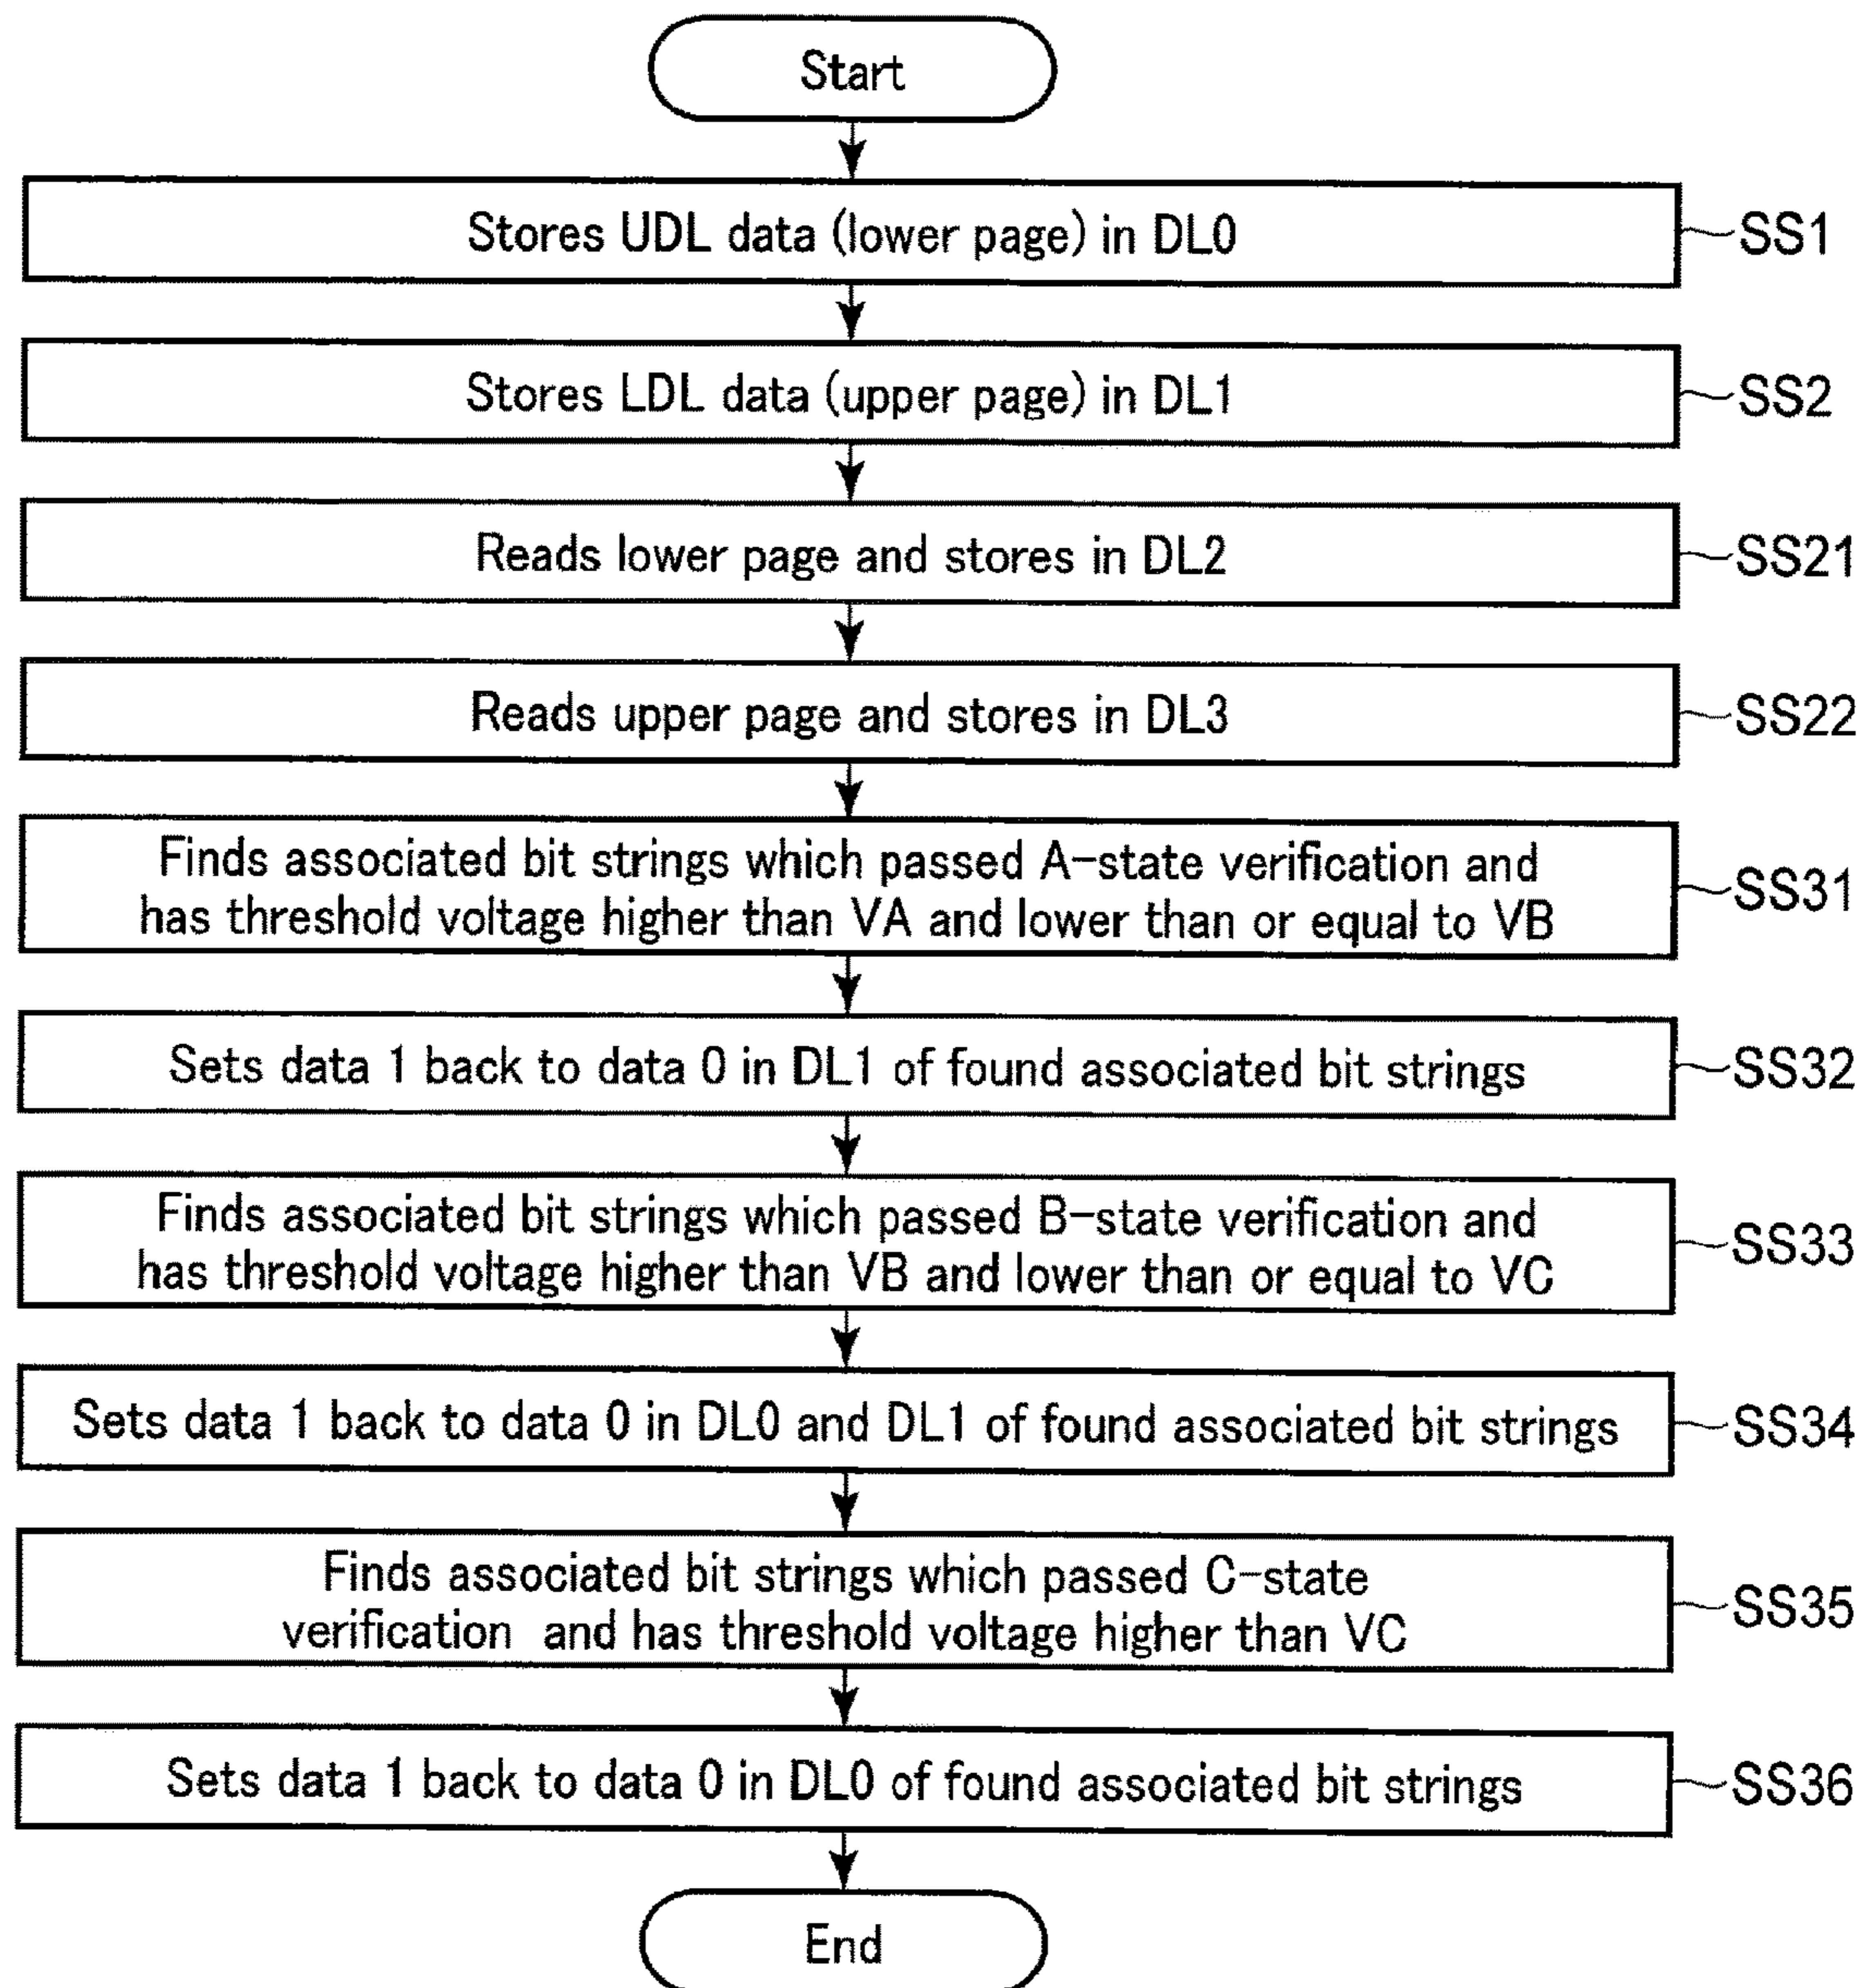 Start
Stores UDL data (lower page) in DL0
SS1
Stores LDL data (upper page) in DL1
SS2
Reads lower page and stores in DL2
SS21
Reads upper page and stores in DL3
SS22
Finds associated bit strings which passed A-state verification and
has threshold voltage higher than VA and lower than or equal to VB
SS31
Sets data 1 back to data 0 in DL1 of found associated bit strings
SS32
Finds associated bit strings which passed B-state verification and
has threshold voltage higher than VB and lower than or equal to VC
SS33
Sets data 1 back to data 0 in DL0 and DL1 of found associated bit strings
SS34
Finds associated bit strings which passed C-state
verification and has threshold voltage higher than VC
SS35
Sets data 1 back to data 0 in DL0 of found associated bit strings
SS36
End